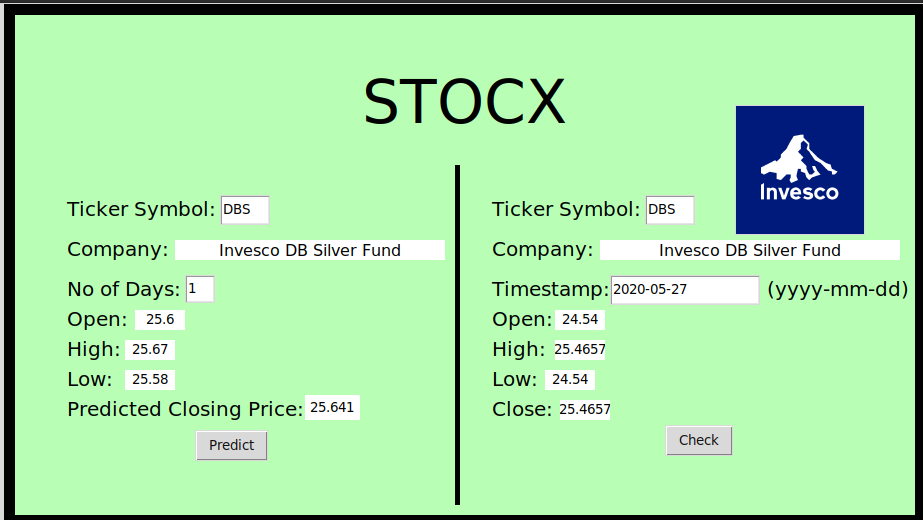 STOCX
Invesco
Ticker Symbol: DBS
Company: Invesco DB Silver Fund
No of Days: 1
Open: 25.6
High: 25.67
Low: 25.58
Predicted Closing Price: 25.641
Predict
Ticker Symbol: DBS
Company: Invesco DB Silver Fund
Timestamp: 2020-05-27 (yyyy-mm-dd)
Open: 24.54
High: 25.4657
Low: 24.54
Close: 25.4657
Check